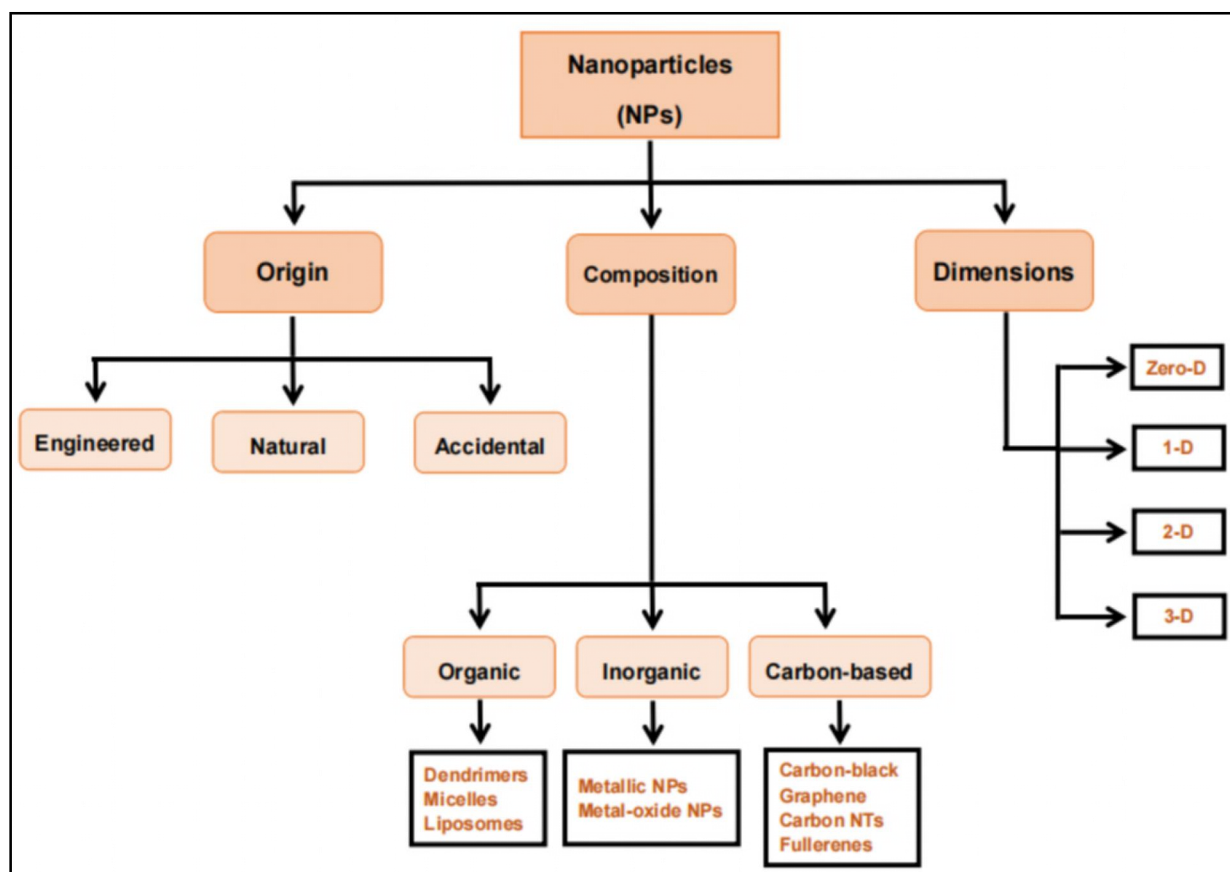 Nanoparticles
(NPs)
Origin
Composition
Dimensions
Engineered
Natural
Accidental
Zero-D
1-D
2-D
3-D
Organic
Inorganic
Carbon-based
Dendrimers
Micelles
Liposomes
Metallic NPs
Metal-oxide NPs
Carbon-black
Graphene
Carbon NTs
Fullerenes